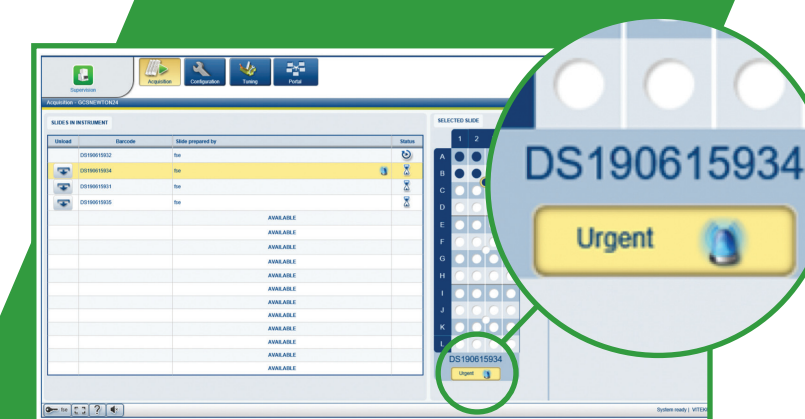 Supervision
Acquisition
Configuration
Tuning
Portal
Acquisition - GCSNEWTON24
SLIDES IN INSTRUMENT
Unload Barcode Slide prepared by Status
DS190615932 fse
DS190615934 fse
DS190615931 fse
DS190615935 fse
AVAILABLE
AVAILABLE
AVAILABLE
AVAILABLE
AVAILABLE
AVAILABLE
AVAILABLE
AVAILABLE
AVAILABLE
AVAILABLE
AVAILABLE
SELECTED SLIDE
1 2
A
B
C
D
E
F
G
H
I
J
K
L
DS190615934
Urgent
DS190615934
Urgent
fse
?
System ready | VITEK